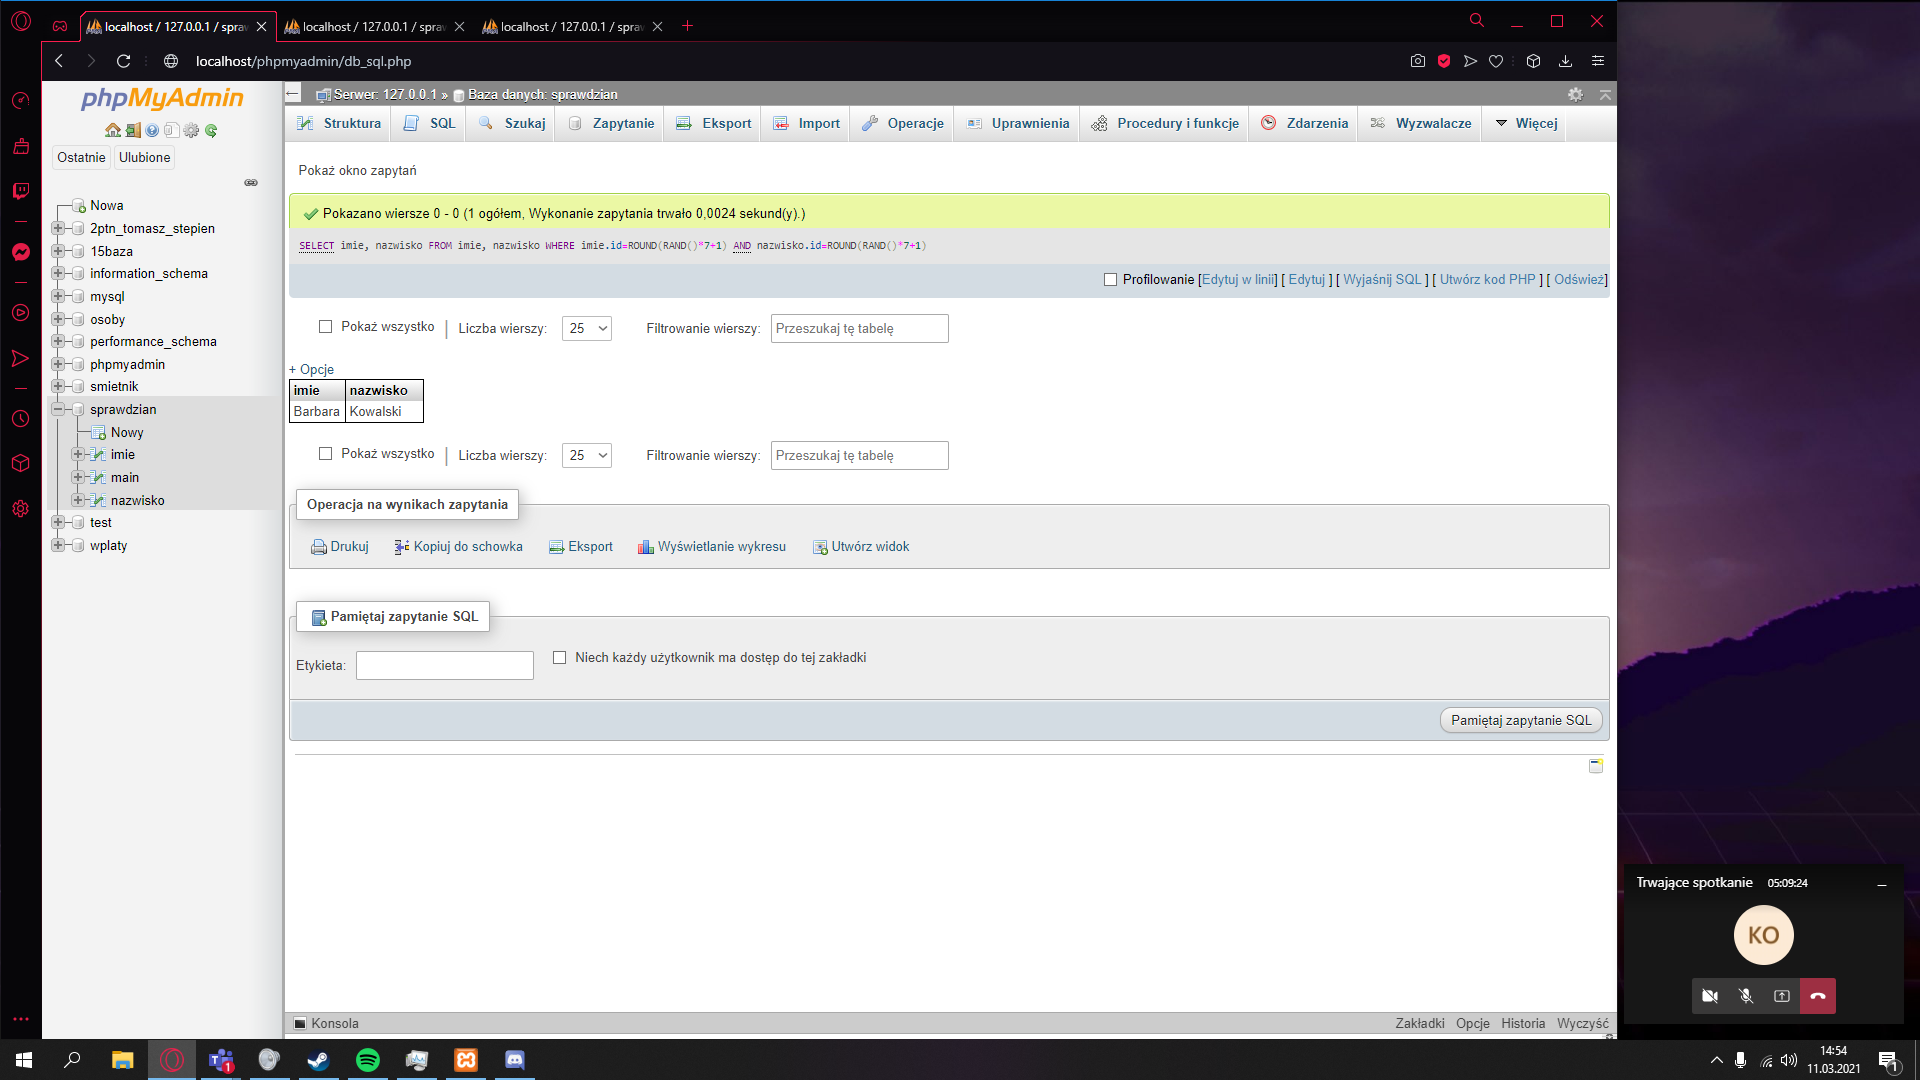 localhost / 127.0.0.1 / spraw
localhost / 127.0.0.1 / spraw
localhost / 127.0.0.1 / spraw
localhost/phpmyadmin/db_sql.php
phpMyAdmin
Ostatnie
Ulubione
Nowa
2ptn_tomasz_stepien
15baza
information_schema
mysql
osoby
performance_schema
phpmyadmin
smietnik
sprawdzian
Nowy
imie
main
nazwisko
test
wplaty
Serwer: 127.0.0.1 » Baza danych: sprawdzian
Struktura SQL Szukaj Zapytanie Eksport Import Operacje Uprawnienia Procedury i funkcje Zdarzenia Wyzwalacze Więcej
Pokaż okno zapytań
Pokazano wiersze 0 - 0 (1 ogółem, Wykonanie zapytania trwało 0,0024 sekund(y).)
SELECT imie, nazwisko FROM imie, nazwisko WHERE imie.id=ROUND(RAND()*7+1) AND nazwisko.id=ROUND(RAND()*7+1)
Profilowanie [Edytuj w linii] [ Edytuj ] [ Wyjaśnij SQL ] [ Utwórz kod PHP ] [ Odśwież]
Pokaż wszystko | Liczba wierszy: 25 Filtrowanie wierszy: Przeszukaj tę tabelę
+ Opcje
imie nazwisko
Barbara Kowalski
Pokaż wszystko | Liczba wierszy: 25 Filtrowanie wierszy: Przeszukaj tę tabelę
Operacja na wynikach zapytania
Drukuj Kopiuj do schowka Eksport Wyświetlanie wykresu Utwórz widok
Pamiętaj zapytanie SQL
Etykieta: Niech każdy użytkownik ma dostęp do tej zakładki
Pamiętaj zapytanie SQL
Konsola
Zakładki Opcje Historia Wyczyść
Trwające spotkanie 05:09:24
KO
1
14:54
11.03.2021
1